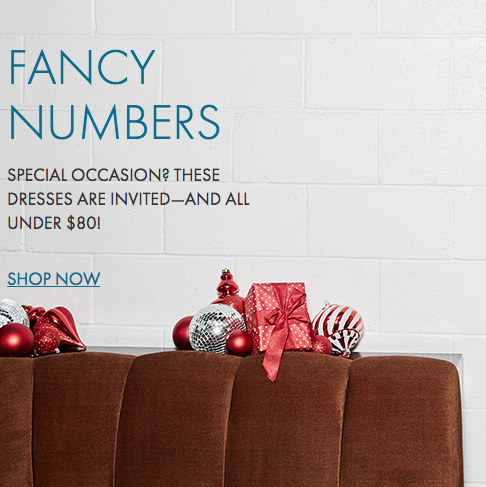 FANCY
NUMBERS
SPECIAL OCCASION? THESE
DRESSES ARE INVITED—AND ALL
UNDER $80!
SHOP NOW